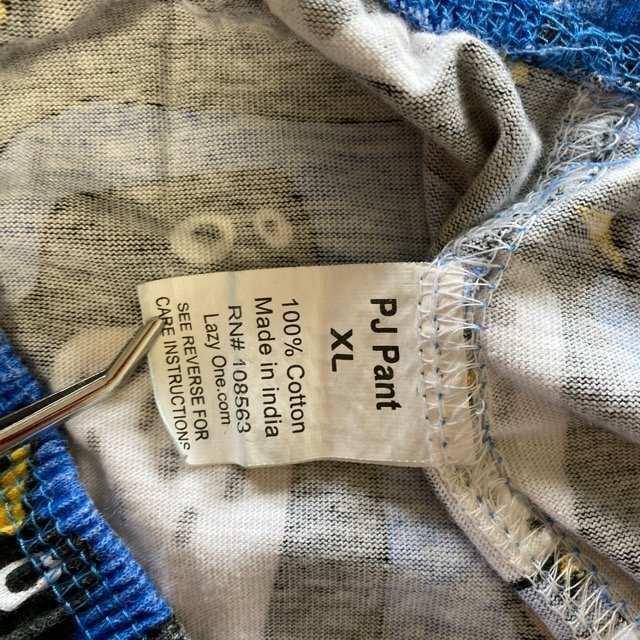 PJ Pant
XL
100% Cotton
Made in india
RN# 108563
Lazy One.com
SEE REVERSE FOR
CARE INSTRUCTIONS